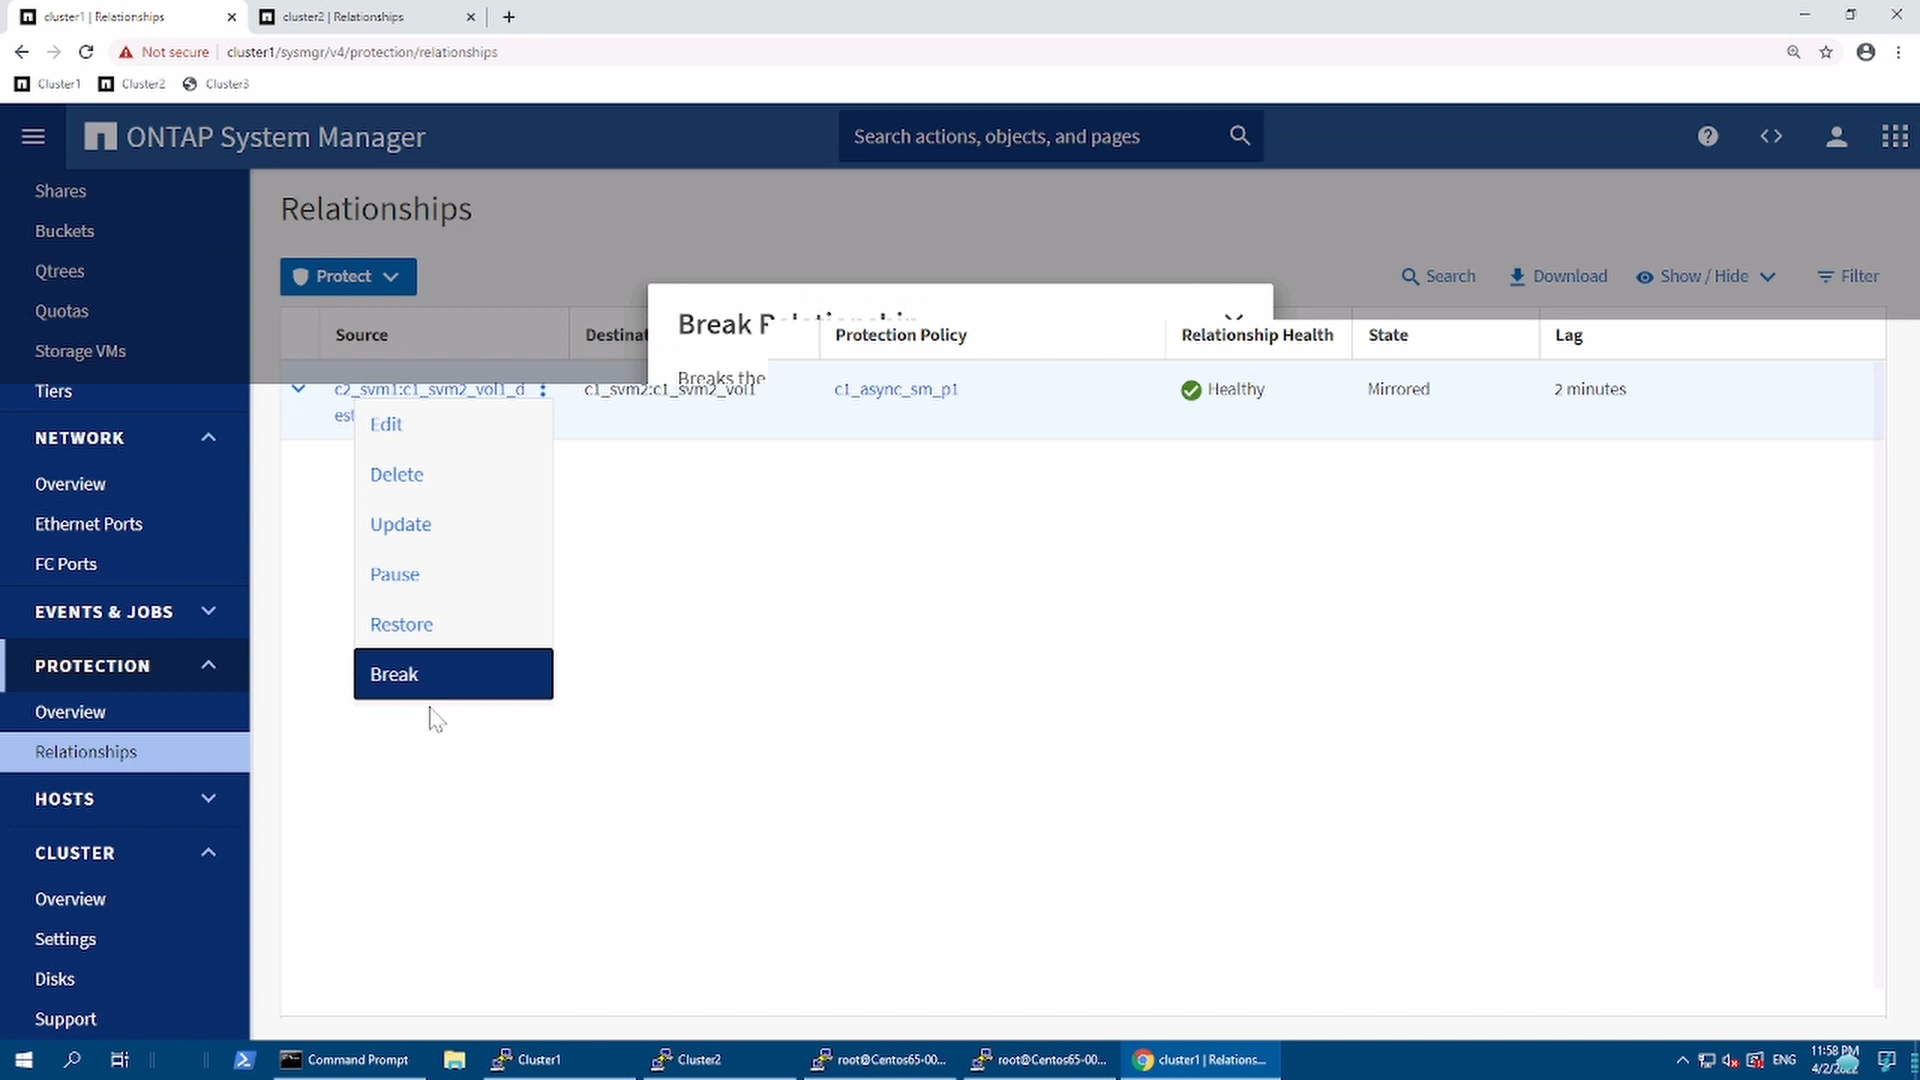 cluster1 | Relationships
cluster2 | Relationships
Not secure
cluster1/sysmgr/v4/protection/relationships
Cluster1
Cluster2
Cluster3
ONTAP System Manager
Search actions, objects, and pages
Shares
Buckets
Qtrees
Quotas
Storage VMs
Tiers
NETWORK
Overview
Ethernet Ports
FC Ports
EVENTS & JOBS
PROTECTION
Overview
Relationships
HOSTS
CLUSTER
Overview
Settings
Disks
Support
Relationships
Protect
Search
Download
Show / Hide
Filter
Break Relationship
Breaks the
Source
Destinat
Protection Policy
Relationship Health
State
Lag
c2_svm1:c1_svm2_vol1_d
est
c1_svm2:c1_svm2_vol1
c1_async_sm_p1
Healthy
Mirrored
2 minutes
Edit
Delete
Update
Pause
Restore
Break
Command Prompt
Cluster1
Cluster2
root@Centos65-00...
root@Centos65-00...
cluster1 | Relations...
ENG
11:58 PM